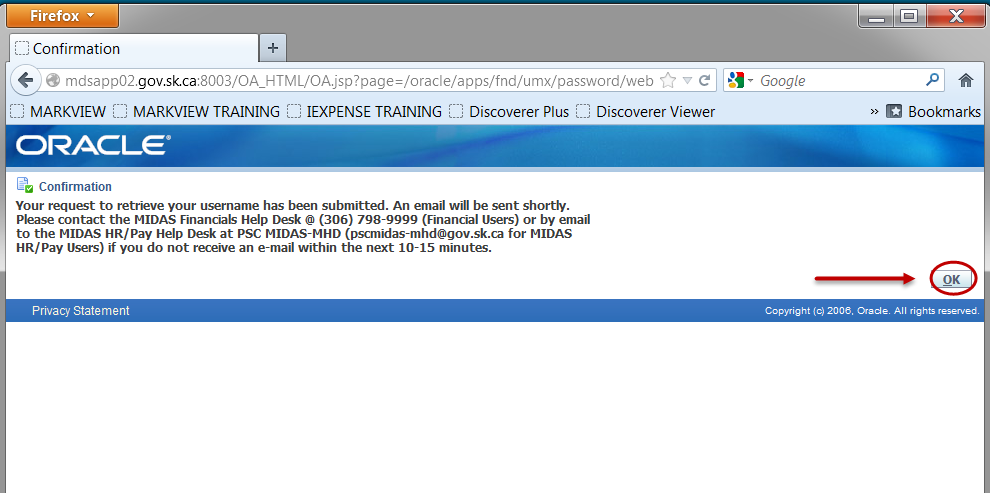 Firefox
Confirmation
mdsapp02.gov.sk.ca:8003/OA_HTML/OA.jsp?page=/oracle/apps/fnd/umx/password/web
Google
MARKVIEW MARKVIEW TRAINING IEXPENSE TRAINING Discoverer Plus Discoverer Viewer » Bookmarks
ORACLE®
Confirmation
Your request to retrieve your username has been submitted. An email will be sent shortly.
Please contact the MIDAS Financials Help Desk @ (306) 798-9999 (Financial Users) or by email
to the MIDAS HR/Pay Help Desk at PSC MIDAS-MHD (pscmidas-mhd@gov.sk.ca for MIDAS
HR/Pay Users) if you do not receive an e-mail within the next 10-15 minutes.
OK
Privacy Statement
Copyright (c) 2006, Oracle. All rights reserved.